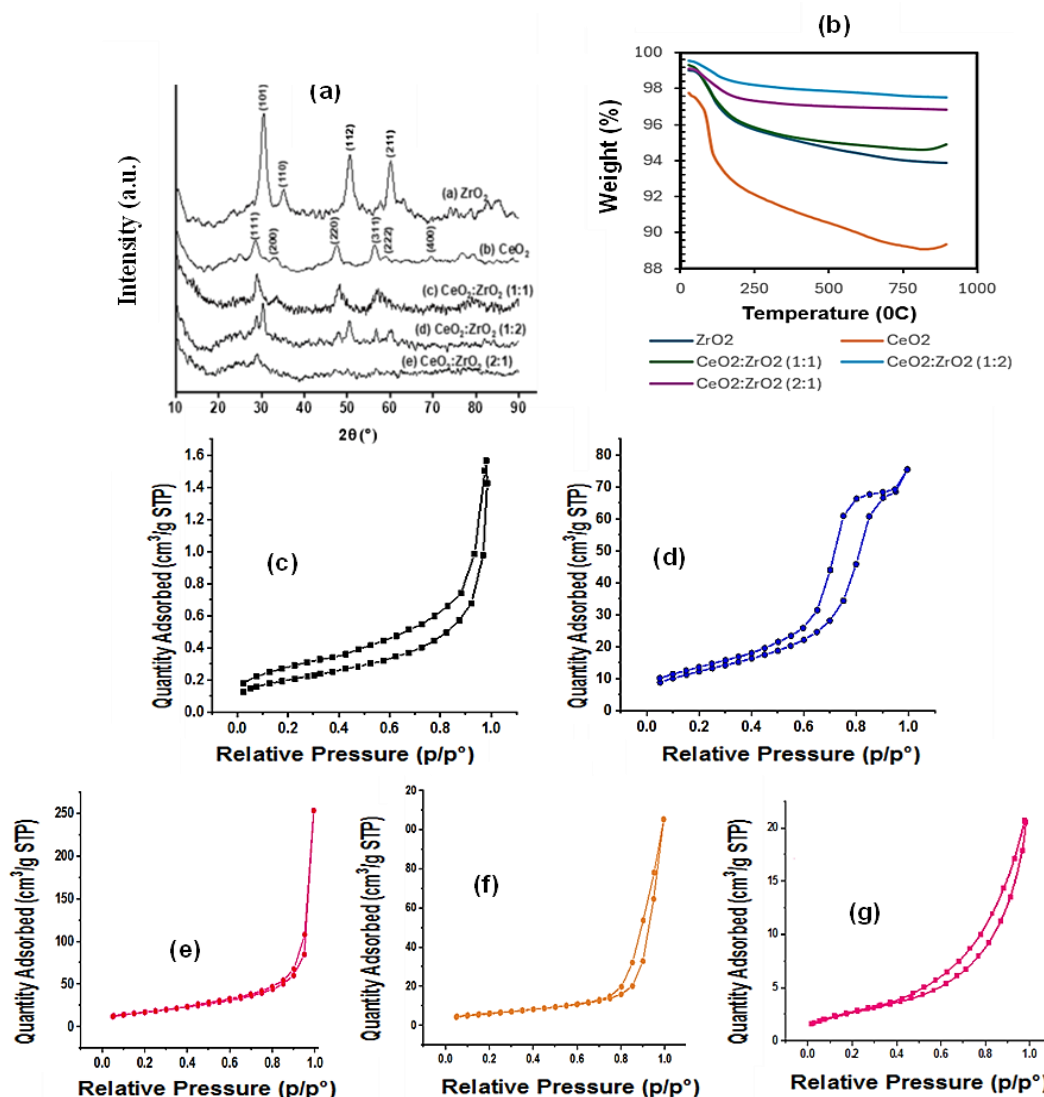 (a)
Intensity (a.u.)
(101)
(110)
(112)
(211)
(a) ZrO2
(111)
(200)
(220)
(311)
(222)
(400)
(b) CeO2
(c) CeO2:ZrO2 (1:1)
(d) CeO2:ZrO2 (1:2)
(e) CeO2:ZrO2 (2:1)
10 20 30 40 50 60 70 80 90
2θ (°)
(b)
Weight (%)
100
98
96
94
92
89
88
0 250 500 750 1000
Temperature (0C)
ZrO2 CeO2
CeO2:ZrO2 (1:1) CeO2:ZrO2 (1:2)
CeO2:ZrO2 (2:1)
(c)
Quantity Adsorbed (cm³/g STP)
1.6
1.4
1.2
1.0
0.8
0.6
0.4
0.2
0.0
0.0 0.2 0.4 0.6 0.8 1.0
Relative Pressure (p/p°)
(d)
Quantity Adsorbed (cm³/g STP)
80
70
60
50
40
30
20
10
0
0.0 0.2 0.4 0.6 0.8 1.0
Relative Pressure (p/p°)
(e)
Quantity Adsorbed (cm³/g STP)
250
200
150
100
50
0
0.0 0.2 0.4 0.6 0.8 1.0
Relative Pressure (p/p°)
(f)
Quantity Adsorbed (cm³/g STP)
20
00
80
60
40
20
00
0.0 0.2 0.4 0.6 0.8 1.0
Relative Pressure (p/p°)
(g)
Quantity Adsorbed (cm³/g STP)
20
15
10
5
0
0.0 0.2 0.4 0.6 0.8 1.0
Relative Pressure (p/p°)